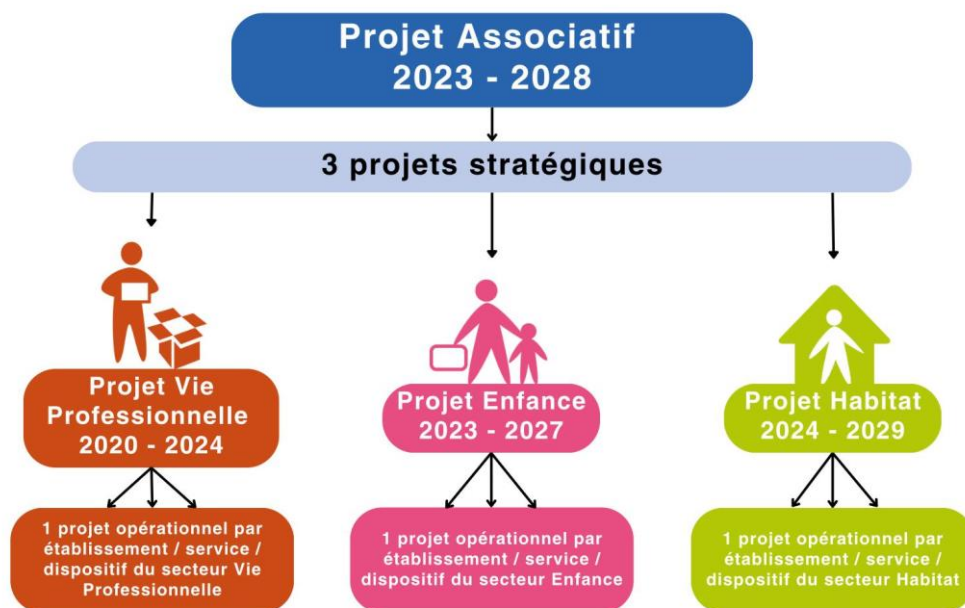 Projet Associatif
2023 - 2028
3 projets stratégiques
Projet Vie
Professionnelle
2020 - 2024
Projet Enfance
2023 - 2027
Projet Habitat
2024 - 2029
1 projet opérationnel par
établissement / service /
dispositif du secteur Vie
Professionnelle
1 projet opérationnel par
établissement / service /
dispositif du secteur Enfance
1 projet opérationnel par
établissement / service /
dispositif du secteur Habitat